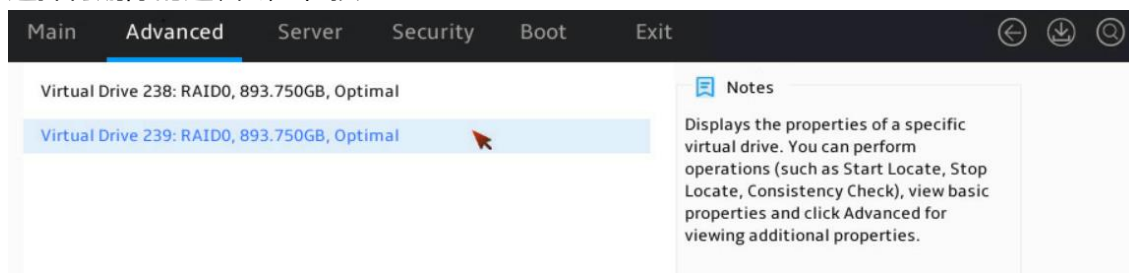 Main Advanced Server Security Boot Exit
Virtual Drive 238: RAID0, 893.750GB, Optimal
Virtual Drive 239: RAID0, 893.750GB, Optimal
Notes
Displays the properties of a specific
virtual drive. You can perform
operations (such as Start Locate, Stop
Locate, Consistency Check), view basic
properties and click Advanced for
viewing additional properties.